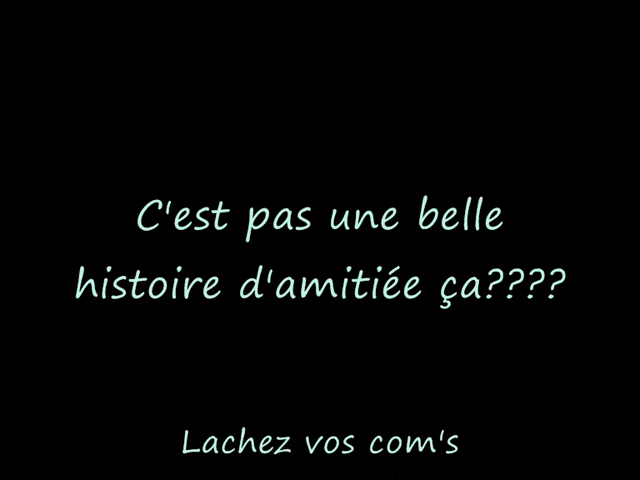 C'est pas une belle
histoire d'amitiée ça????
Lachez vos com's